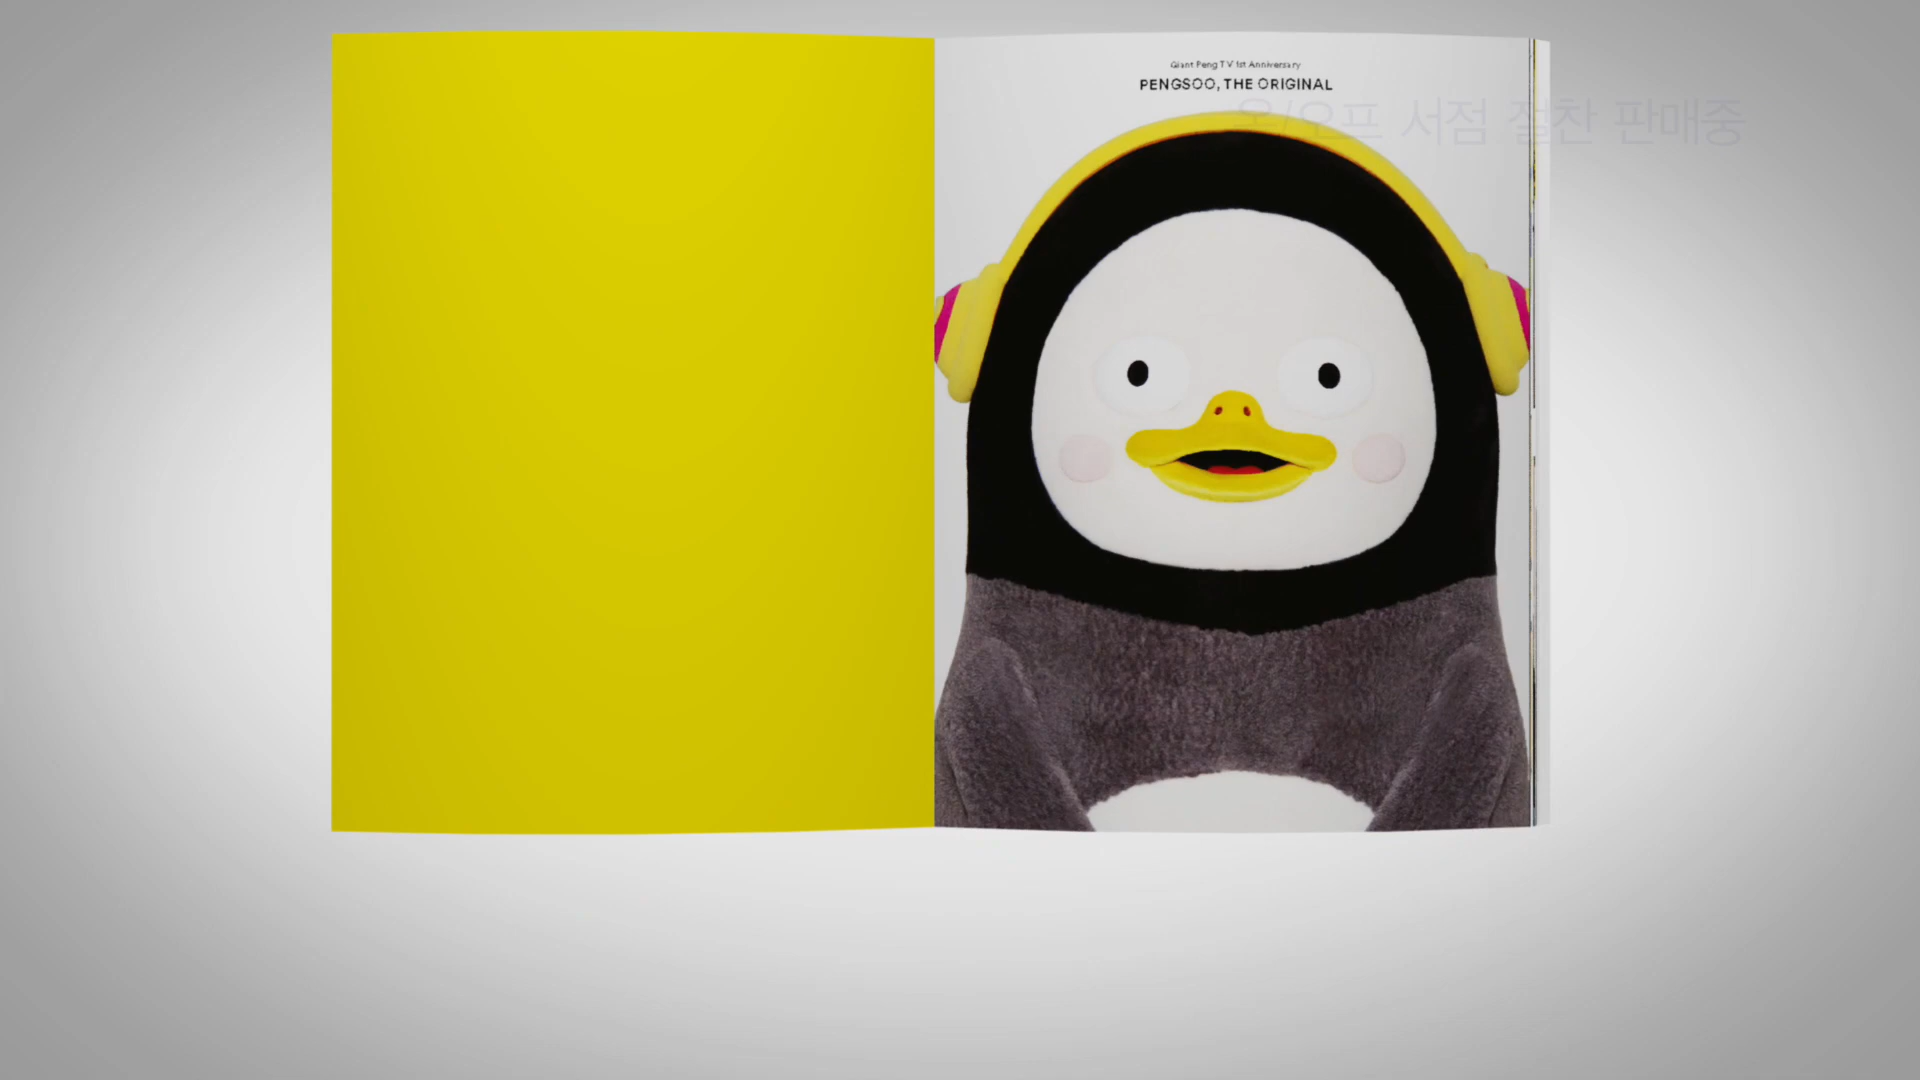 Giant Peng TV 1st Anniversary
PENGSOO, THE ORIGINAL
온/오프 서점 절찬 판매중